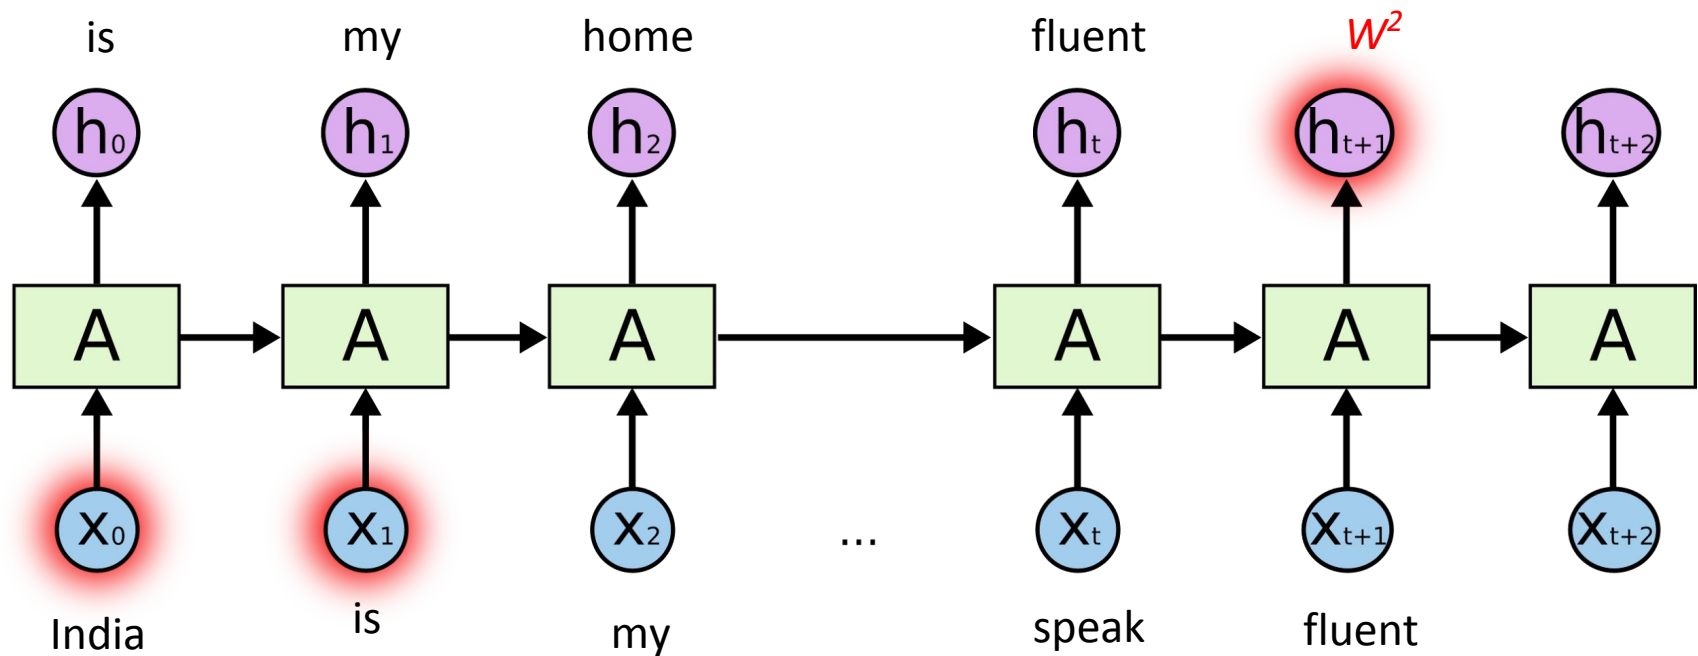 is my home fluent W²
h₀ h₁ h₂ hₜ hₜ₊₁ hₜ₊₂
A A A A A A
x₀ x₁ x₂ ... xₜ xₜ₊₁ xₜ₊₂
India is my speak fluent